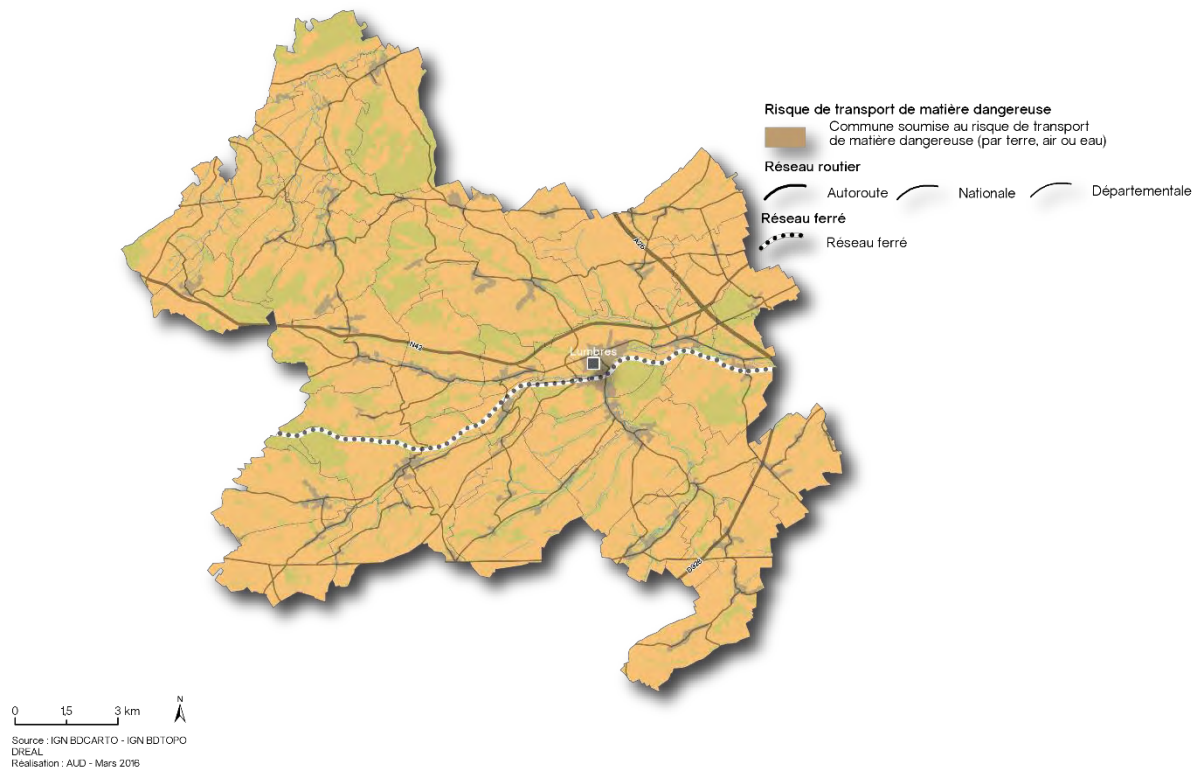 Risque de transport de matière dangereuse
Commune soumise au risque de transport
de matière dangereuse (par terre, air ou eau)
Réseau routier
Autoroute
Nationale
Départementale
Réseau ferré
Réseau ferré
A26
N42
Lumbres
D928
0 1,5 3 km
N
Source : IGN BDCARTO - IGN BDTOPO
DREAL
Réalisation : AUD - Mars 2016